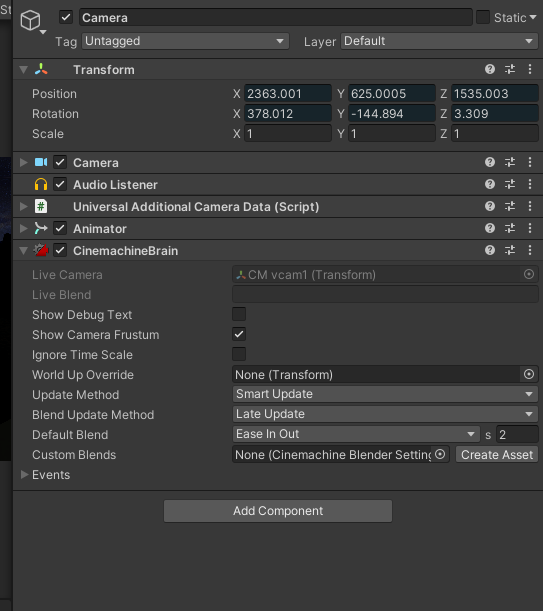 St
Camera
Static
Tag Untagged Layer Default
Transform
Position X 2363.001 Y 625.0005 Z 1535.003
Rotation X 378.012 Y -144.894 Z 3.309
Scale X 1 Y 1 Z 1
Camera
Audio Listener
# Universal Additional Camera Data (Script)
Animator
CinemachineBrain
Live Camera CM vcam1 (Transform)
Live Blend
Show Debug Text
Show Camera Frustum
Ignore Time Scale
World Up Override None (Transform)
Update Method Smart Update
Blend Update Method Late Update
Default Blend Ease In Out s 2
Custom Blends None (Cinemachine Blender Setting Create Asset
Events
Add Component